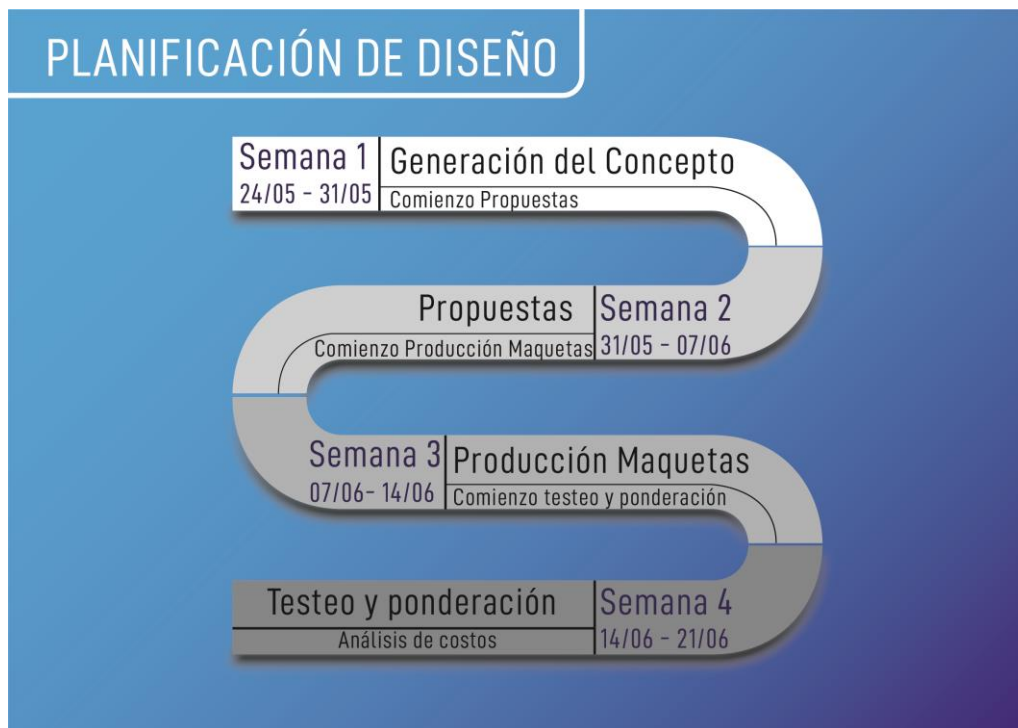 PLANIFICACIÓN DE DISEÑO
Semana 1
24/05 - 31/05
Generación del Concepto
Comienzo Propuestas
Propuestas
Comienzo Producción Maquetas
Semana 2
31/05 - 07/06
Semana 3
07/06- 14/06
Producción Maquetas
Comienzo testeo y ponderación
Testeo y ponderación
Análisis de costos
Semana 4
14/06 - 21/06